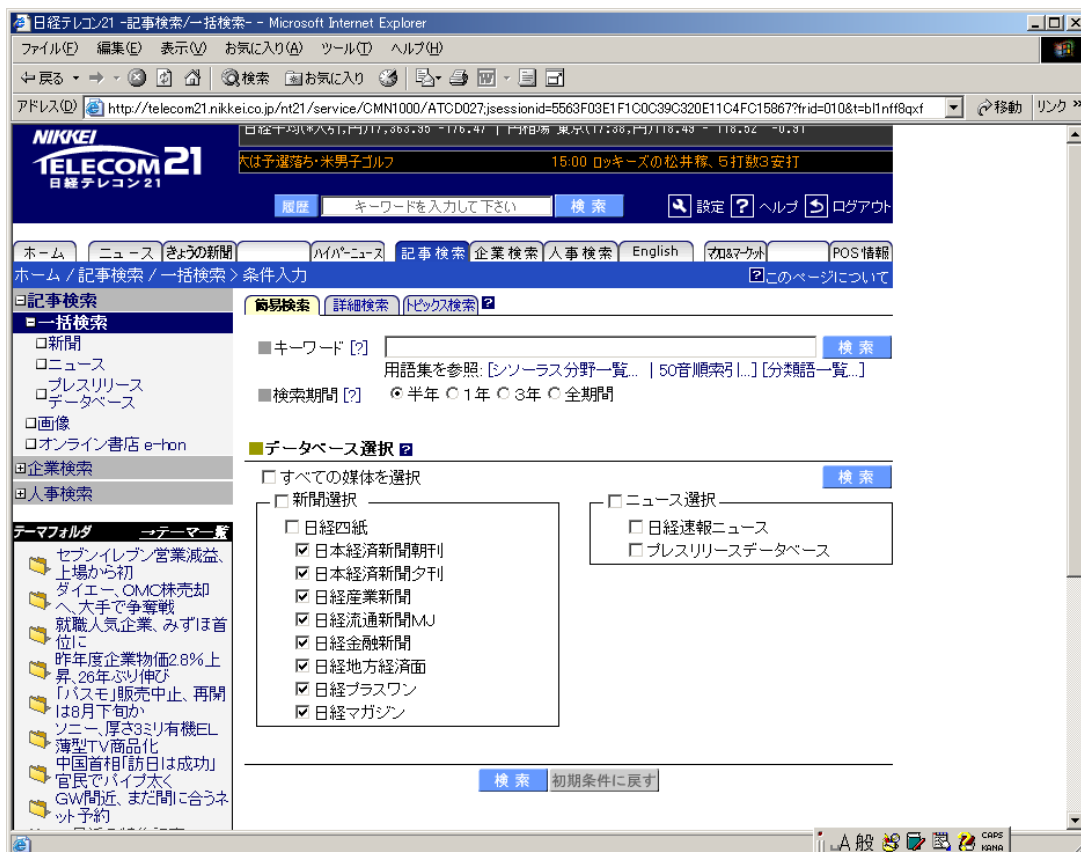 日経テレコン21 -記事検索/一括検索- - Microsoft Internet Explorer
ファイル(F) 編集(E) 表示(V) お気に入り(A) ツール(T) ヘルプ(H)
戻る 検索 お気に入り
アドレス(D) http://telecom21.nikkei.co.jp/nt21/service/CMN1000/ATCD027;jsessionid=5563F03E1F1C0C39C320E11C4FC15867?frid=010&t=bl1nff8qxf 移動 リンク »
NIKKEI
TELECOM21
日経テレコン21
日経平均(大引,円)17,363.95 -176.47 | 円相場 東京(17:38,円)118.49 - 118.52 -0.91
大は予選落ち・米男子ゴルフ 15:00 ロッキーズの松井稼、5打数3安打
履歴 キーワードを入力して下さい 検索 設定 ? ヘルプ ログアウト
ホーム ニュース きょうの新聞 ハイパーニュース 記事検索 企業検索 人事検索 English プロ&マーケット POS情報
ホーム / 記事検索 / 一括検索 > 条件入力 ?このページについて
記事検索
一括検索
新聞
ニュース
プレスリリース
データベース
画像
オンライン書店 e-hon
企業検索
人事検索
テーマフォルダ →テーマ一覧
セブンイレブン営業減益、
上場から初
ダイエー、OMC株売却
へ、大手で争奪戦
就職人気企業、みずほ首
位に
昨年度企業物価2.8%上
昇、26年ぶり伸び
「パスモ」販売中止、再開
は8月下旬か
ソニー、厚さ3ミリ有機EL
薄型TV商品化
中国首相「訪日は成功」
官民でパイプ太く
GW間近、まだ間に合うネ
ット予約
簡易検索 詳細検索 トピックス検索 ?
■キーワード [?] 検索
用語集を参照: [シソーラス分野一覧... | 50音順索引...] [分類語一覧...]
■検索期間 [?] 半年 1年 3年 全期間
■データベース選択 ?
すべての媒体を選択 検索
新聞選択
日経四紙
日本経済新聞朝刊
日本経済新聞夕刊
日経産業新聞
日経流通新聞MJ
日経金融新聞
日経地方経済面
日経プラスワン
日経マガジン
ニュース選択
日経速報ニュース
プレスリリースデータベース
検索 初期条件に戻す
A 般 CAPS
KANA